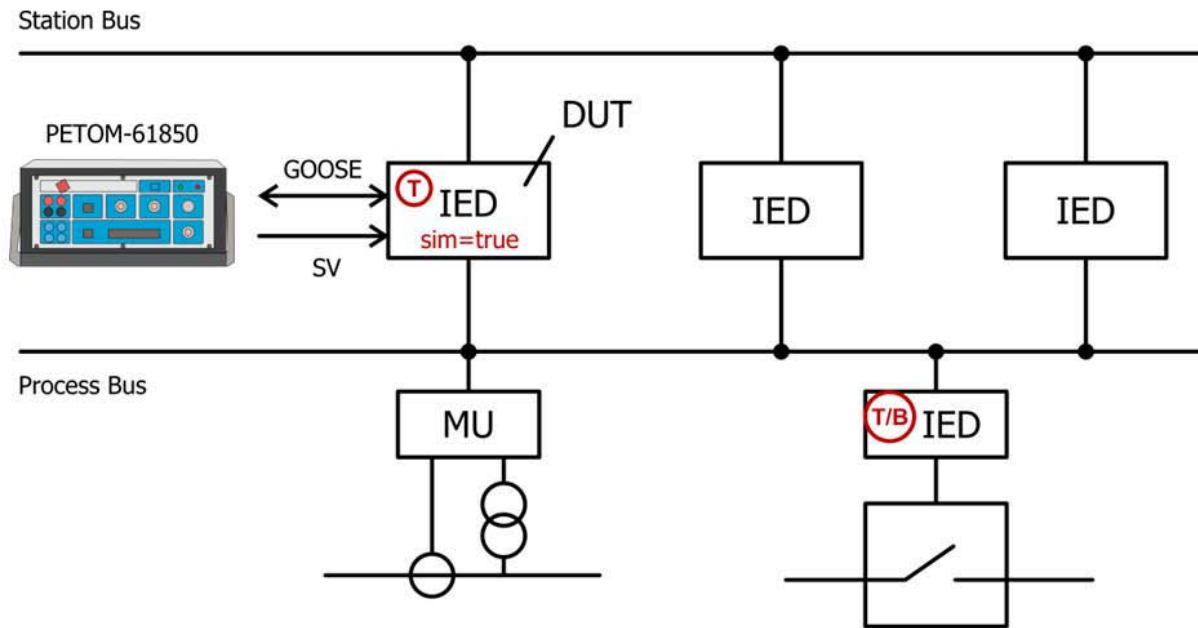 Station Bus
PETOM-61850
GOOSE
SV
DUT
T
IED
sim=true
IED
IED
Process Bus
MU
T/B
IED